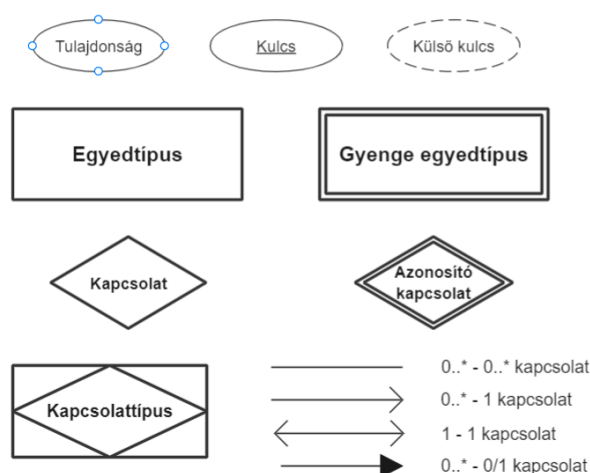 Tulajdonság
Kulcs
Külső kulcs
Egyedtípus
Gyenge egyedtípus
Kapcsolat
Azonosító
kapcsolat
Kapcsolattípus
0..* - 0..* kapcsolat
0..* - 1 kapcsolat
1 - 1 kapcsolat
0..* - 0/1 kapcsolat